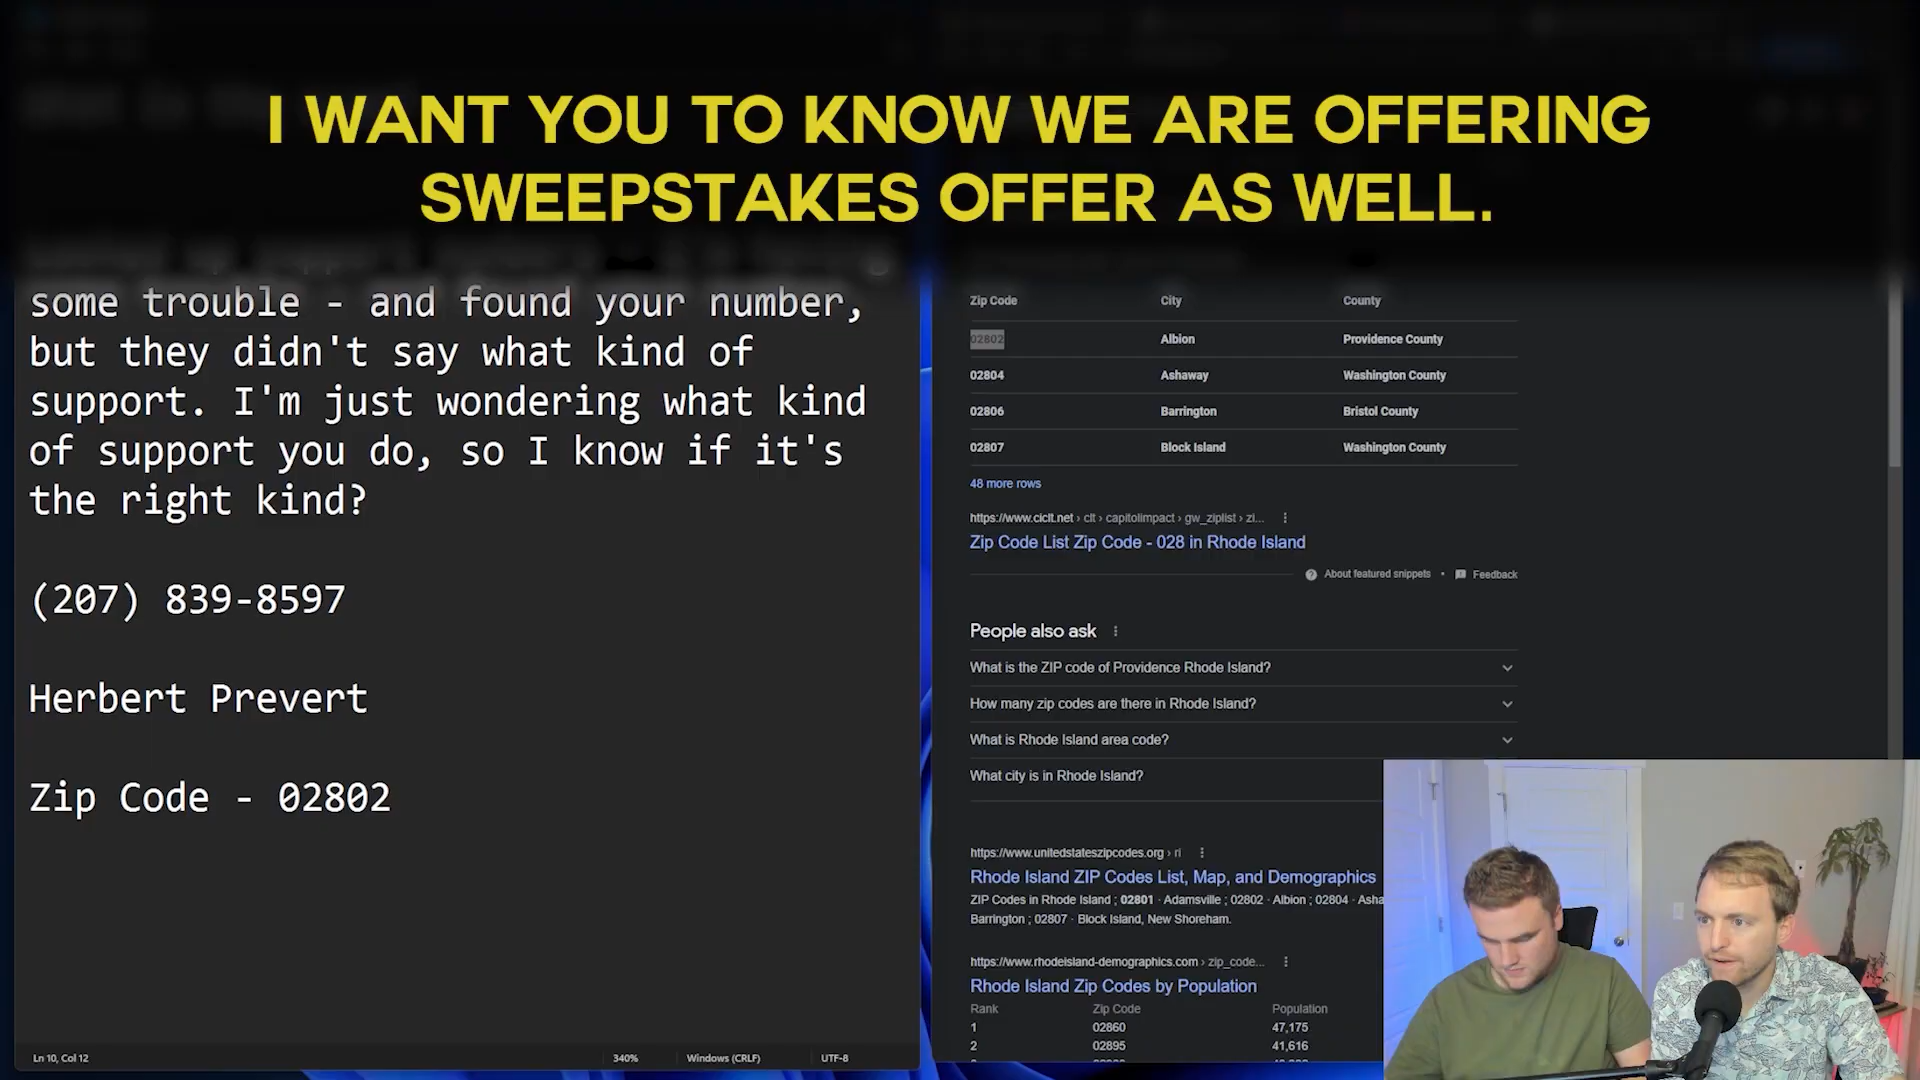 I WANT YOU TO KNOW WE ARE OFFERING
SWEEPSTAKES OFFER AS WELL.
some trouble - and found your number,
but they didn't say what kind of
support. I'm just wondering what kind
of support you do, so I know if it's
the right kind?
(207) 839-8597
Herbert Prevert
Zip Code - 02802
Ln 10, Col 12
340%
Windows (CRLF)
UTF-8
Zip Code City County
02802 Albion Providence County
02804 Ashaway Washington County
02806 Barrington Bristol County
02807 Block Island Washington County
48 more rows
https://www.ciclt.net › clt › capitolimpact › gw_ziplist › zi...
Zip Code List Zip Code - 028 in Rhode Island
About featured snippets • Feedback
People also ask
What is the ZIP code of Providence Rhode Island?
How many zip codes are there in Rhode Island?
What is Rhode Island area code?
What city is in Rhode Island?
https://www.unitedstateszipcodes.org › ri
Rhode Island ZIP Codes List, Map, and Demographics
ZIP Codes in Rhode Island ; 02801 · Adamsville ; 02802 · Albion ; 02804 · Asha
Barrington ; 02807 · Block Island, New Shoreham.
https://www.rhodeisland-demographics.com › zip_code...
Rhode Island Zip Codes by Population
Rank Zip Code Population
1 02860 47,175
2 02895 41,616